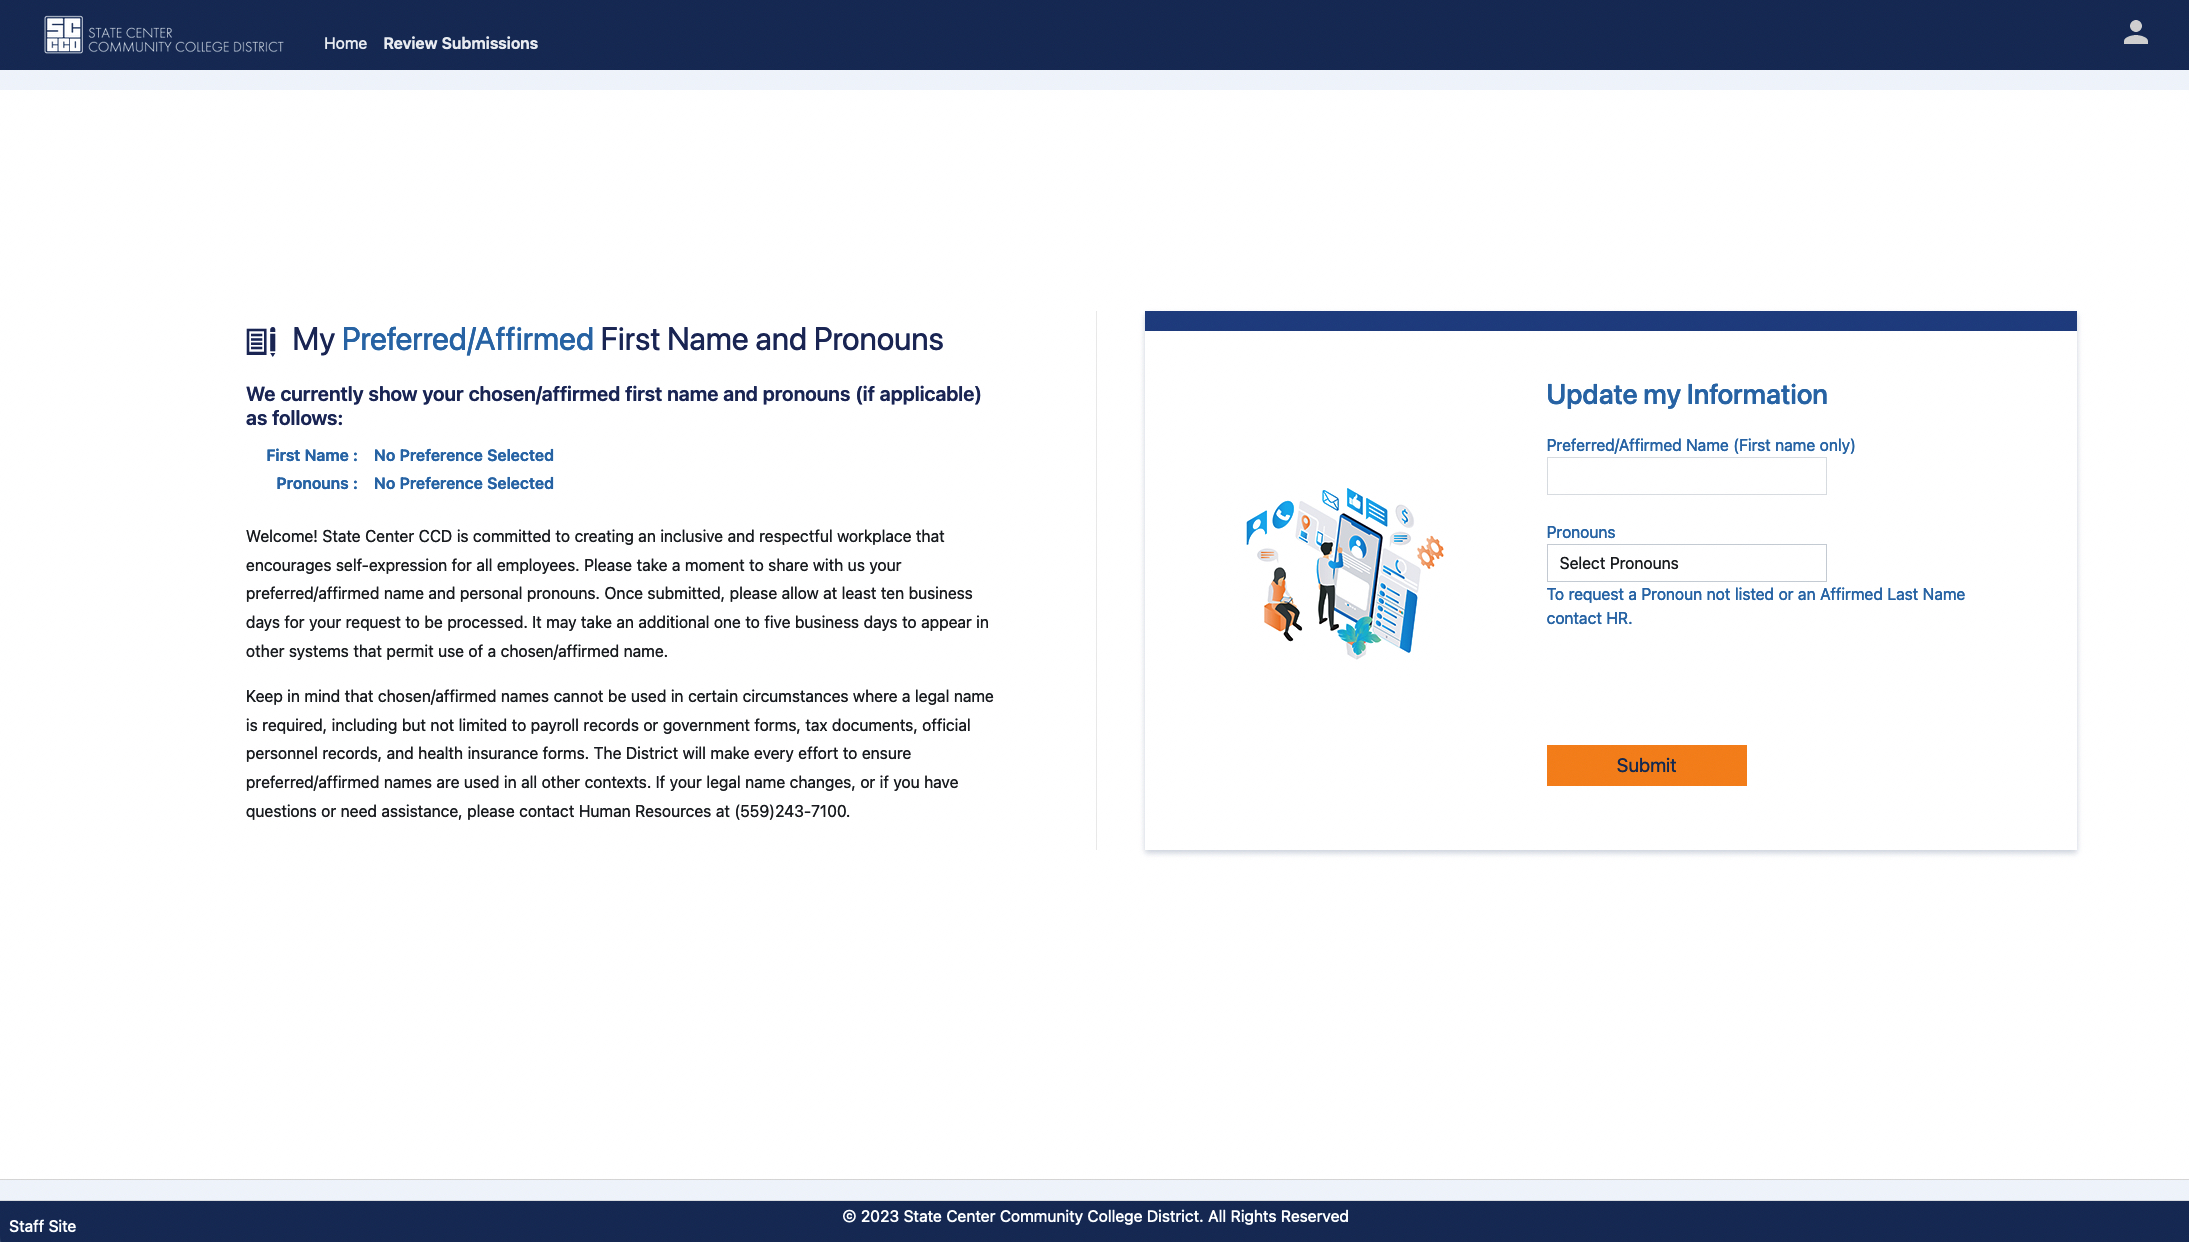 SC
CCD
STATE CENTER
COMMUNITY COLLEGE DISTRICT
Home
Review Submissions
My Preferred/Affirmed First Name and Pronouns
We currently show your chosen/affirmed first name and pronouns (if applicable)
as follows:
First Name : No Preference Selected
Pronouns : No Preference Selected
Welcome! State Center CCD is committed to creating an inclusive and respectful workplace that
encourages self-expression for all employees. Please take a moment to share with us your
preferred/affirmed name and personal pronouns. Once submitted, please allow at least ten business
days for your request to be processed. It may take an additional one to five business days to appear in
other systems that permit use of a chosen/affirmed name.
Keep in mind that chosen/affirmed names cannot be used in certain circumstances where a legal name
is required, including but not limited to payroll records or government forms, tax documents, official
personnel records, and health insurance forms. The District will make every effort to ensure
preferred/affirmed names are used in all other contexts. If your legal name changes, or if you have
questions or need assistance, please contact Human Resources at (559)243-7100.
Update my Information
Preferred/Affirmed Name (First name only)
Pronouns
Select Pronouns
To request a Pronoun not listed or an Affirmed Last Name
contact HR.
Submit
$
© 2023 State Center Community College District. All Rights Reserved
Staff Site